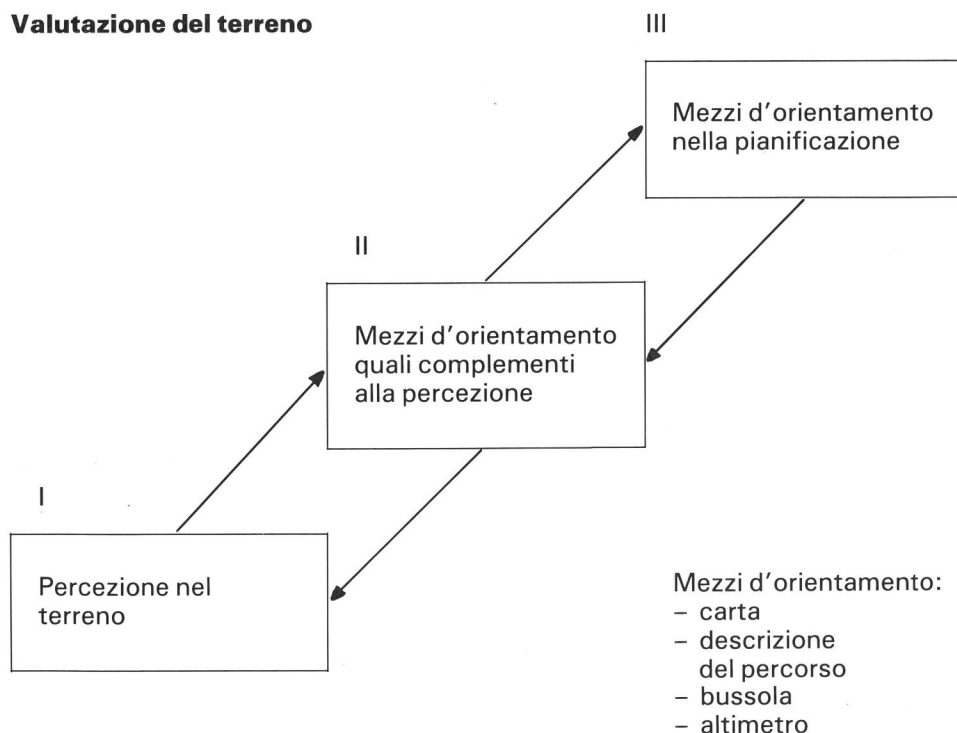 Valutazione del terreno
III
Mezzi d'orientamento
nella pianificazione
II
Mezzi d'orientamento
quali complementi
alla percezione
I
Percezione nel
terreno
Mezzi d'orientamento:
– carta
– descrizione
del percorso
– bussola
– altimetro